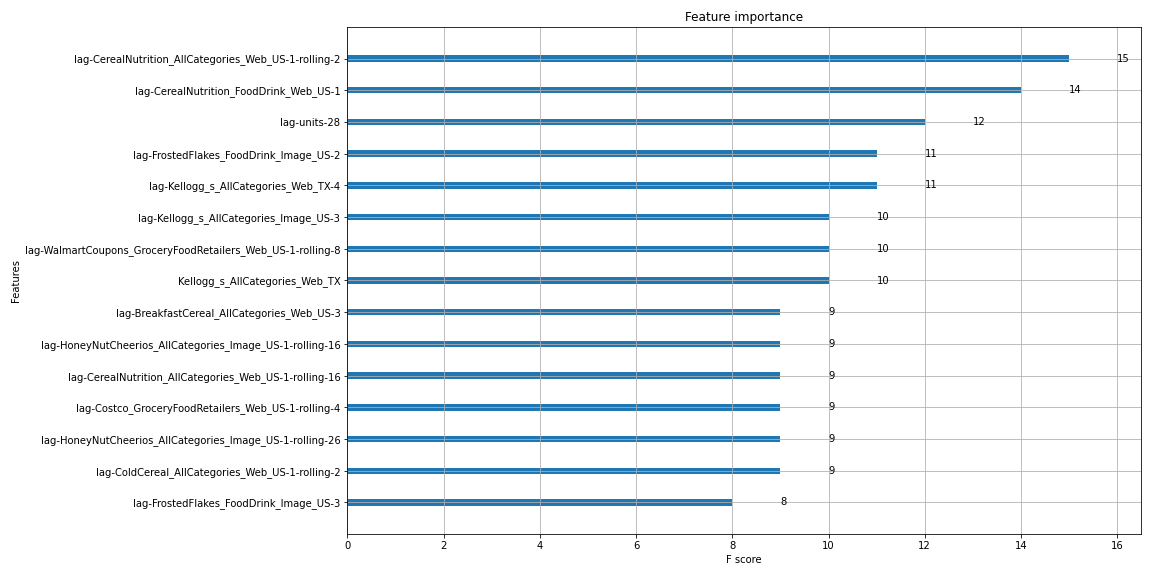 Feature importance
lag-CerealNutrition_AllCategories_Web_US-1-rolling-2 15
lag-CerealNutrition_FoodDrink_Web_US-1 14
lag-units-28 12
lag-FrostedFlakes_FoodDrink_Image_US-2 11
lag-Kellogg_s_AllCategories_Web_TX-4 11
lag-Kellogg_s_AllCategories_Image_US-3 10
lag-WalmartCoupons_GroceryFoodRetailers_Web_US-1-rolling-8 10
Kellogg_s_AllCategories_Web_TX 10
lag-BreakfastCereal_AllCategories_Web_US-3 9
lag-HoneyNutCheerios_AllCategories_Image_US-1-rolling-16 9
lag-CerealNutrition_AllCategories_Web_US-1-rolling-16 9
lag-Costco_GroceryFoodRetailers_Web_US-1-rolling-4 9
lag-HoneyNutCheerios_AllCategories_Image_US-1-rolling-26 9
lag-ColdCereal_AllCategories_Web_US-1-rolling-2 9
lag-FrostedFlakes_FoodDrink_Image_US-3 8
Features
0 2 4 6 8 10 12 14 16
F score